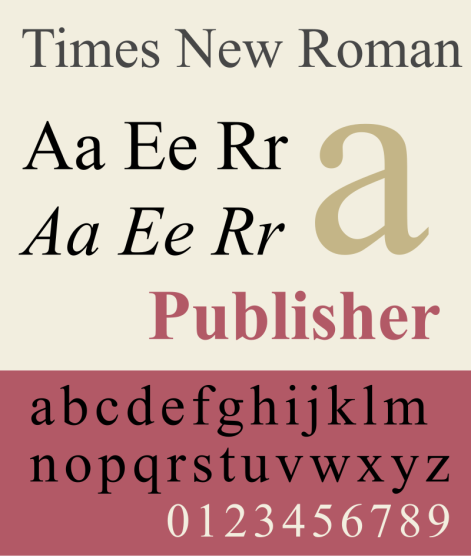 Times New Roman
Aa Ee Rr
a
Aa Ee Rr
Publisher
abcdefghijklm
nopqrstuvwxyz
0123456789